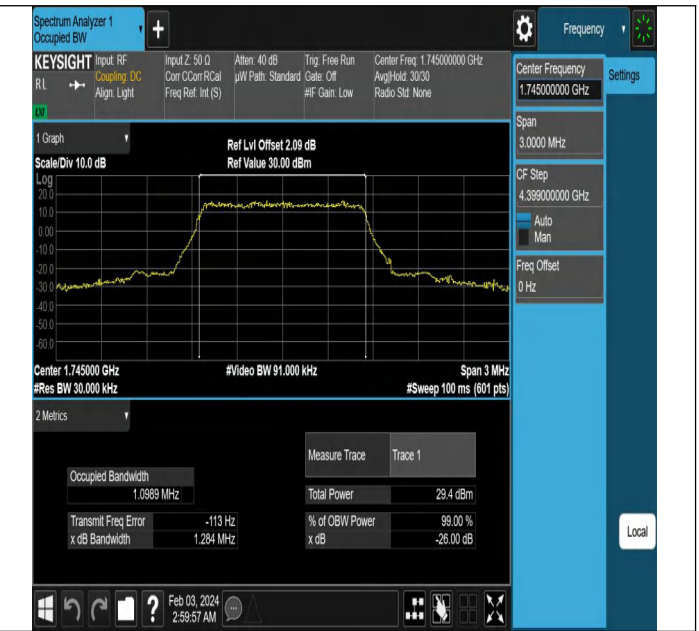 Spectrum Analyzer 1
Occupied BW
+
Frequency
KEYSIGHT
RL
Input: RF
Coupling: DC
Align: Light
Input Z: 50 Ω
Corr CCorr RCal
Freq Ref: Int (S)
Atten: 40 dB
µW Path: Standard
Trig: Free Run
Gate: Off
#IF Gain: Low
Center Freq: 1.745000000 GHz
Avg|Hold: 30/30
Radio Std: None
Center Frequency
1.745000000 GHz
Settings
Span
3.0000 MHz
CF Step
4.399000000 GHz
Auto
Man
Freq Offset
0 Hz
1 Graph
Scale/Div 10.0 dB
Ref Lvl Offset 2.09 dB
Ref Value 30.00 dBm
Log
20.0
10.0
0.00
-10.0
-20.0
-30.0
-40.0
-50.0
-60.0
Center 1.745000 GHz
#Video BW 91.000 kHz
Span 3 MHz
#Res BW 30.000 kHz
#Sweep 100 ms (601 pts)
2 Metrics
Measure Trace
Trace 1
Occupied Bandwidth
1.0989 MHz
Total Power
29.4 dBm
Transmit Freq Error
-113 Hz
% of OBW Power
99.00 %
x dB Bandwidth
1.284 MHz
x dB
-26.00 dB
Local
?
Feb 03, 2024
2:59:57 AM